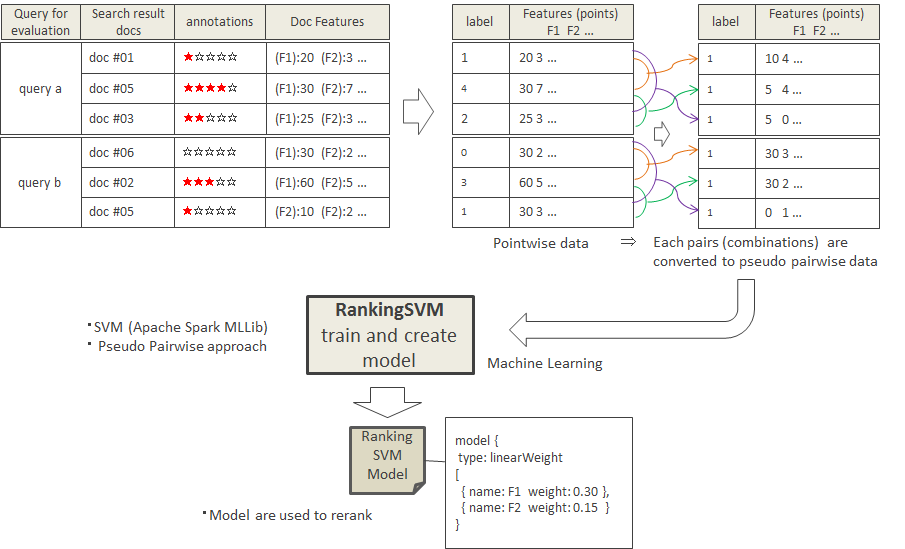 Query for evaluation Search result docs annotations Doc Features
query a
doc #01 ★☆☆☆☆ (F1):20 (F2):3 ...
doc #05 ★★★★☆ (F1):30 (F2):7 ...
doc #03 ★★☆☆☆ (F1):25 (F2):3 ...
query b
doc #06 ☆☆☆☆☆ (F1):30 (F2):2 ...
doc #02 ★★★☆☆ (F1):60 (F2):5 ...
doc #05 ★☆☆☆☆ (F2):10 (F2):2 ...
label Features (points)
F1 F2 ...
1 20 3 ...
4 30 7 ...
2 25 3 ...
0 30 2 ...
3 60 5 ...
1 30 3 ...
label Features (points)
F1 F2 ...
1 10 4 ...
1 5 4 ...
1 5 0 ...
1 30 3 ...
1 30 2 ...
1 0 1 ...
Pointwise data ⇒ Each pairs (combinations) are
converted to pseudo pairwise data
・SVM (Apache Spark MLLib)
・ Pseudo Pairwise approach
RankingSVM
train and create
model
Machine Learning
Ranking
SVM
Model
・Model are used to rerank
model {
type: linearWeight
[
{ name: F1 weight: 0.30 },
{ name: F2 weight: 0.15 }
}